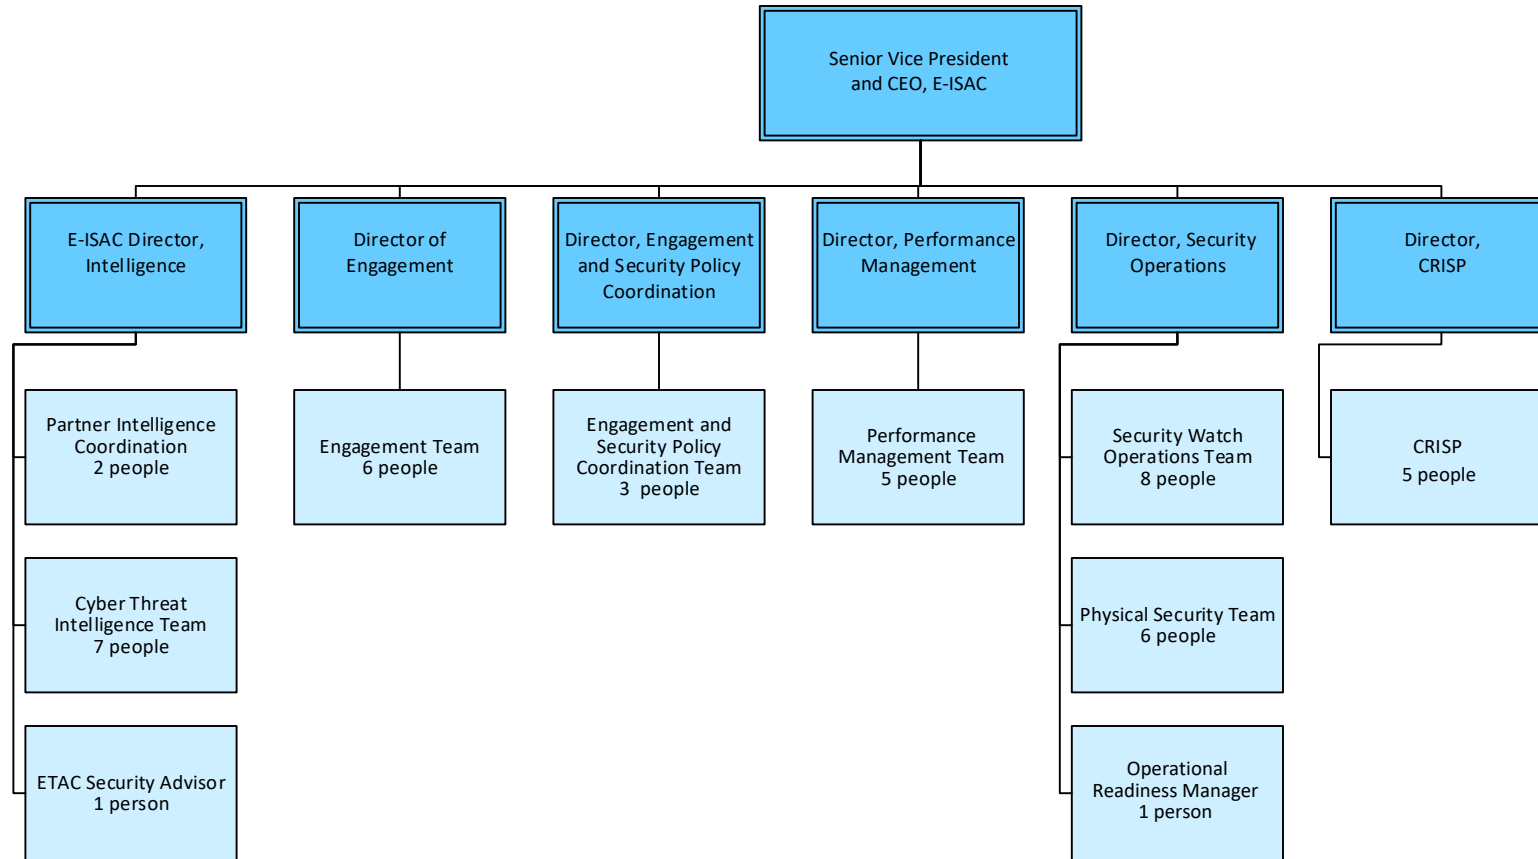 Senior Vice President
and CEO, E-ISAC
E-ISAC Director,
Intelligence
Director of
Engagement
Director, Engagement
and Security Policy
Coordination
Director, Performance
Management
Director, Security
Operations
Director,
CRISP
Partner Intelligence
Coordination
2 people
Engagement Team
6 people
Engagement and
Security Policy
Coordination Team
3  people
Performance
Management Team
5 people
Security Watch
Operations Team
8 people
CRISP
5 people
Cyber Threat
Intelligence Team
7 people
Physical Security Team
6 people
ETAC Security Advisor
1 person
Operational
Readiness Manager
1 person